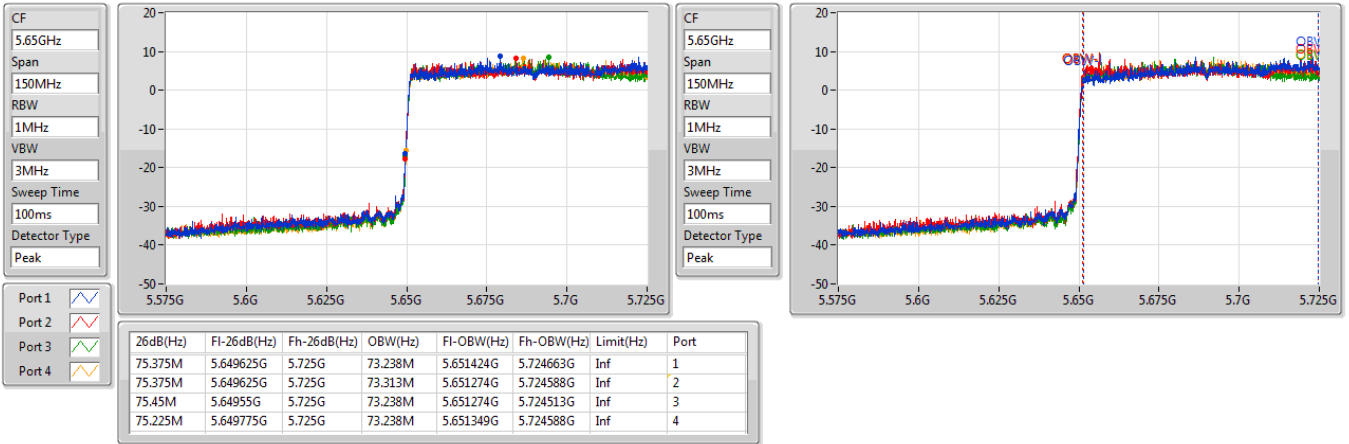 CF
5.65GHz
Span
150MHz
RBW
1MHz
VBW
3MHz
Sweep Time
100ms
Detector Type
Peak
20
10
0
-10
-20
-30
-40
-50
5.575G 5.6G 5.625G 5.65G 5.675G 5.7G 5.725G
CF
5.65GHz
Span
150MHz
RBW
1MHz
VBW
3MHz
Sweep Time
100ms
Detector Type
Peak
20
10
0
-10
-20
-30
-40
-50
OBW
OBW
OBW
5.575G 5.6G 5.625G 5.65G 5.675G 5.7G 5.725G
Port 1
Port 2
Port 3
Port 4
26dB(Hz) Fl-26dB(Hz) Fh-26dB(Hz) OBW(Hz) Fl-OBW(Hz) Fh-OBW(Hz) Limit(Hz) Port
75.375M 5.649625G 5.725G 73.238M 5.651424G 5.724663G Inf 1
75.375M 5.649625G 5.725G 73.313M 5.651274G 5.724588G Inf 2
75.45M 5.64955G 5.725G 73.238M 5.651274G 5.724513G Inf 3
75.225M 5.649775G 5.725G 73.238M 5.651349G 5.724588G Inf 4